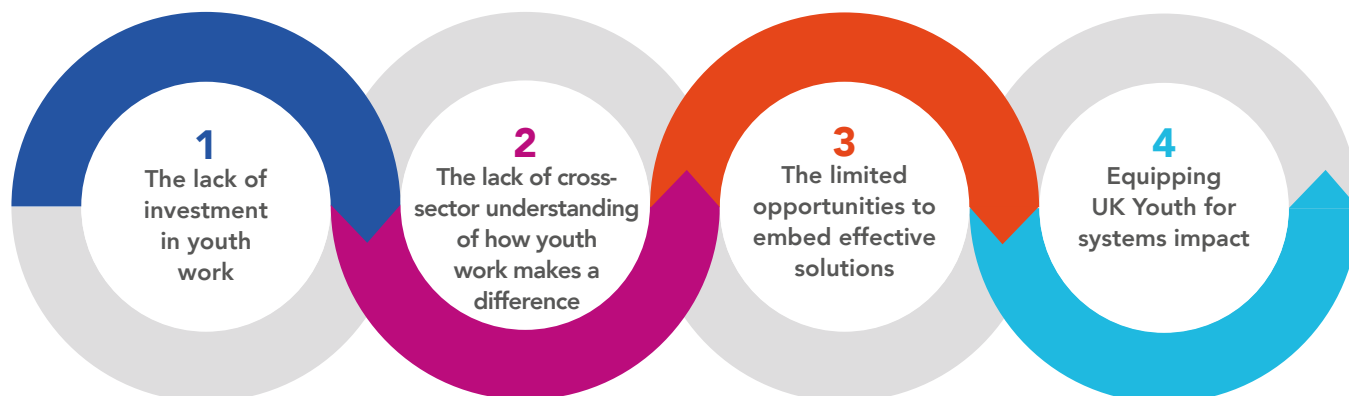 1
The lack of
investment
in youth
work
2
The lack of cross-
sector understanding
of how youth
work makes a
difference
3
The limited
opportunities to
embed effective
solutions
4
Equipping
UK Youth for
systems impact